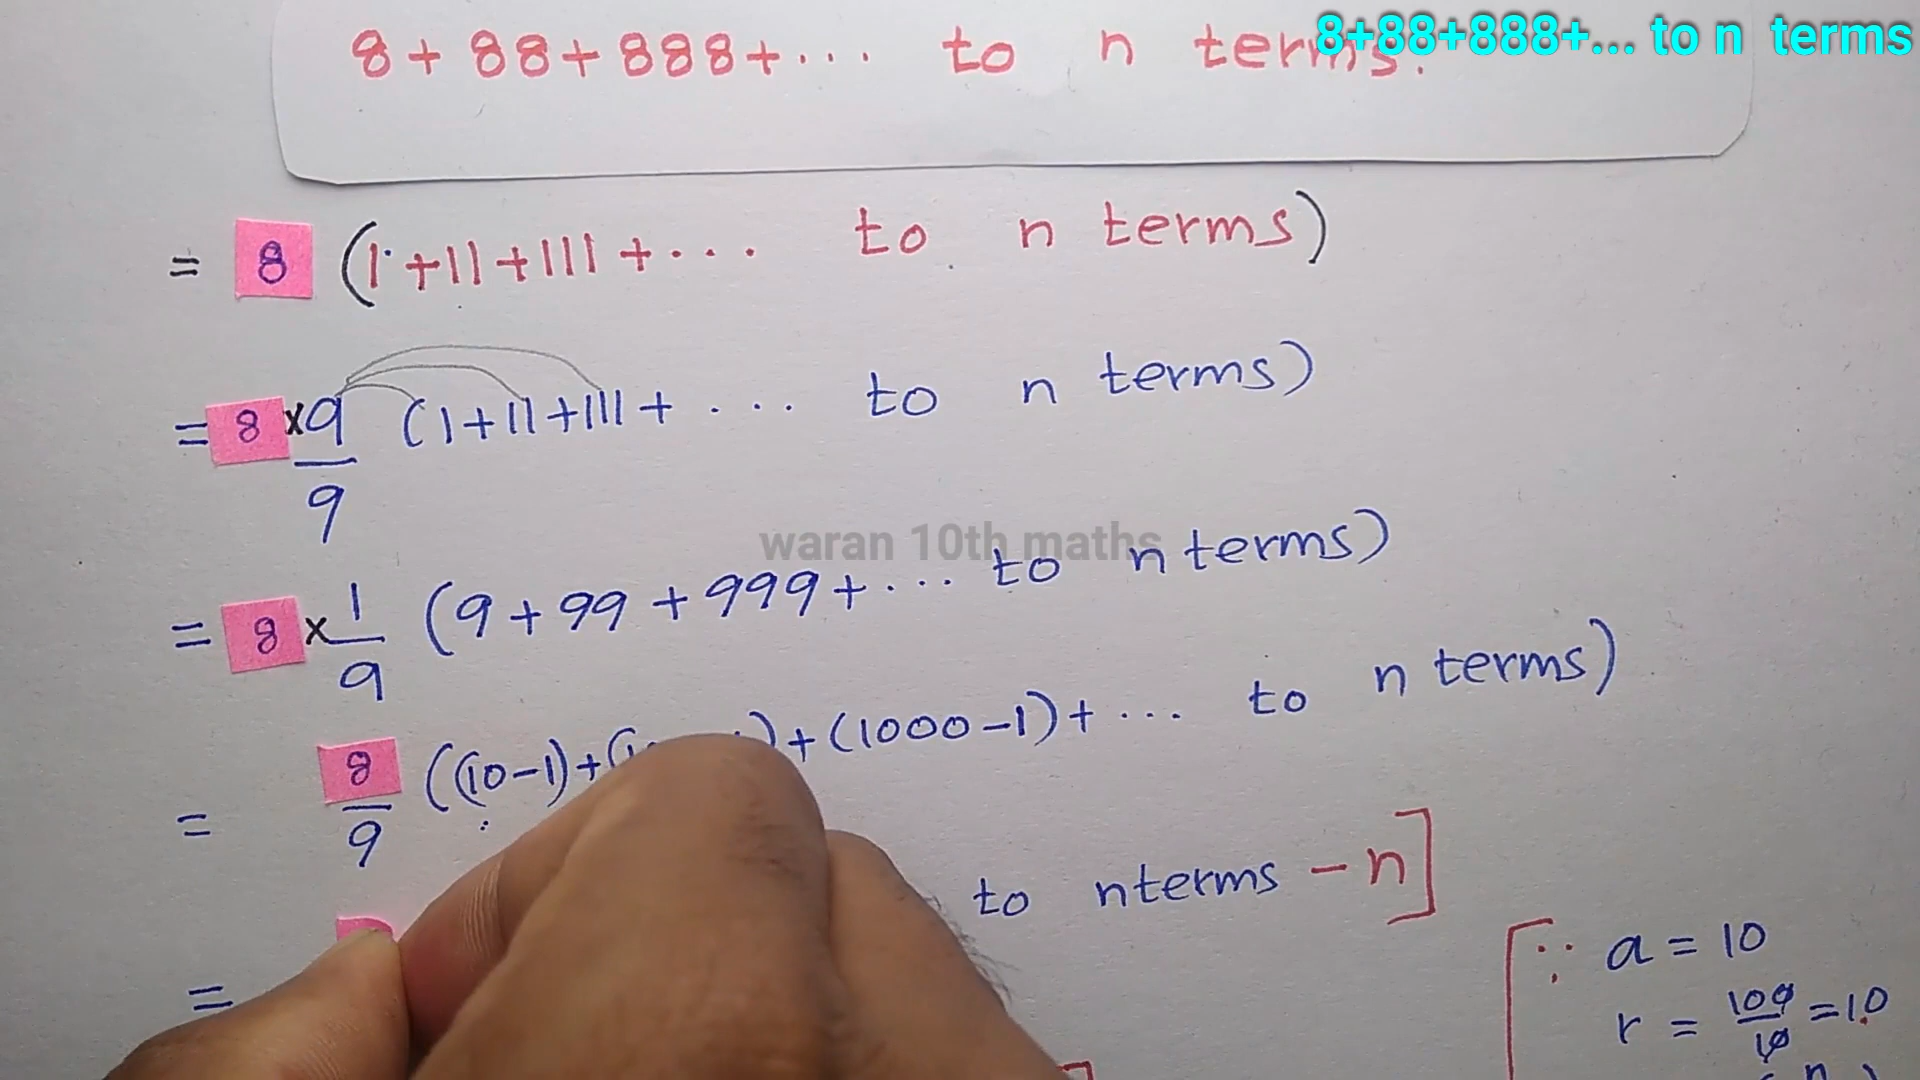 8+88+888+... to n terms.
8+88+888+... to n terms
= 8 (1+11+111+... to n terms)
= 8 × 9/9 (1+11+111+ ... to n terms)
waran 10th maths
= 8 × 1/9 (9+99+999+... to n terms)
= 8/9 ((10-1)+( )+(1000-1)+... to n terms)
to nterms - n]
[∵ a = 10
= r = 100/10 = 10